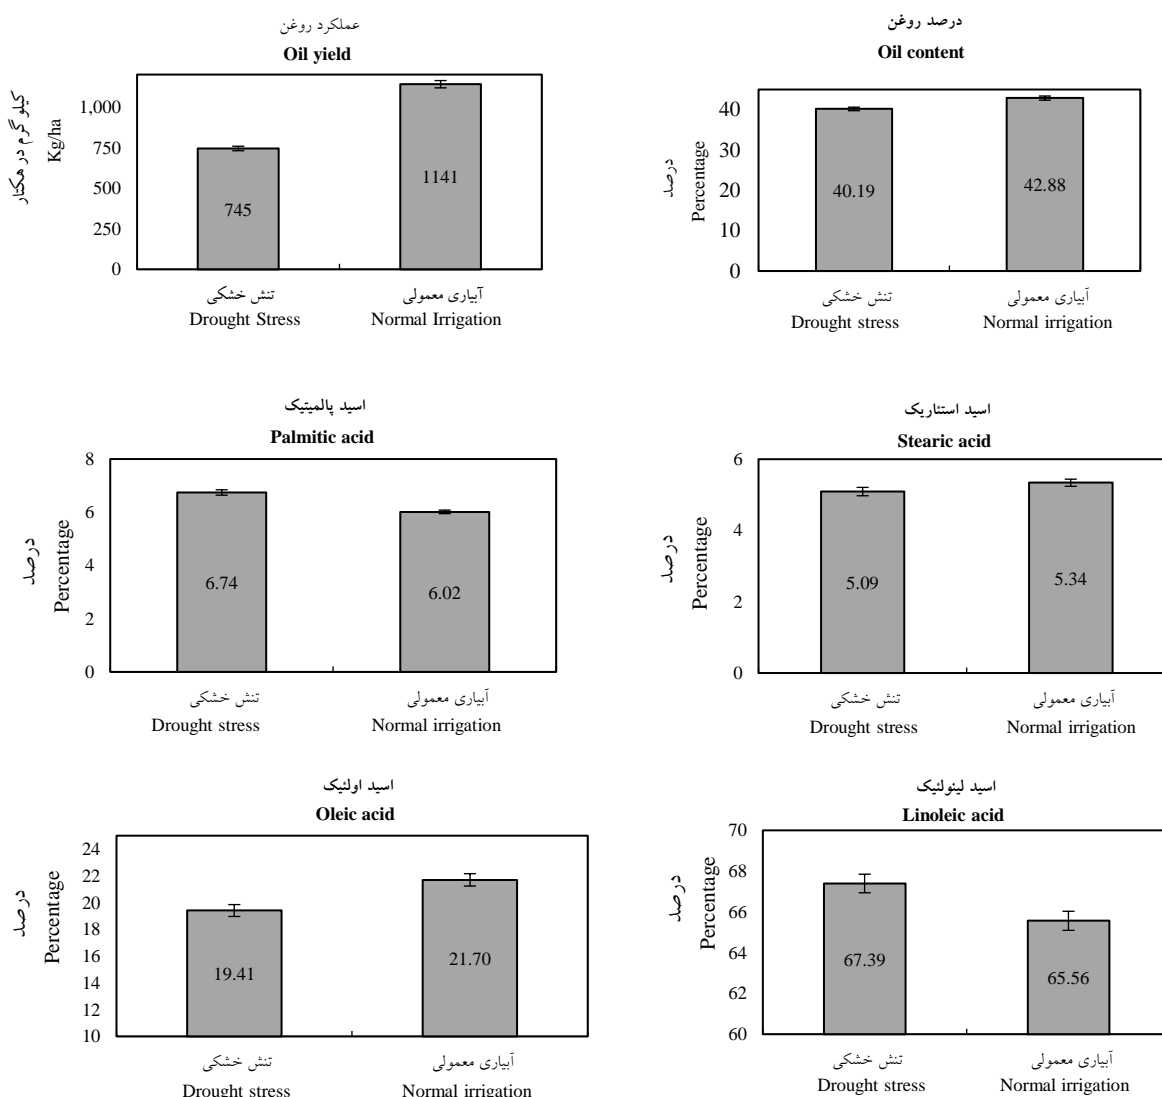 عملکرد روغن
Oil yield
کیلو گرم در هکتار
Kg/ha
1,000
750
500
250
0
745
1141
تنش خشکی
آبیاری معمولی
Drought Stress
Normal Irrigation
درصد روغن
Oil content
درصد
Percentage
40
30
20
10
0
40.19
42.88
تنش خشکی
آبیاری معمولی
Drought stress
Normal irrigation
اسید پالمیتیک
Palmitic acid
درصد
Percentage
8
6
4
2
0
6.74
6.02
تنش خشکی
آبیاری معمولی
Drought stress
Normal irrigation
اسید استئاریک
Stearic acid
درصد
Percentage
6
4
2
0
5.09
5.34
تنش خشکی
آبیاری معمولی
Drought stress
Normal irrigation
اسید اولئیک
Oleic acid
درصد
Percentage
24
22
20
18
16
14
12
10
19.41
21.70
تنش خشکی
آبیاری معمولی
Drought stress
Normal irrigation
اسید لینولئیک
Linoleic acid
درصد
Percentage
70
68
66
64
62
60
67.39
65.56
تنش خشکی
آبیاری معمولی
Drought stress
Normal irrigation